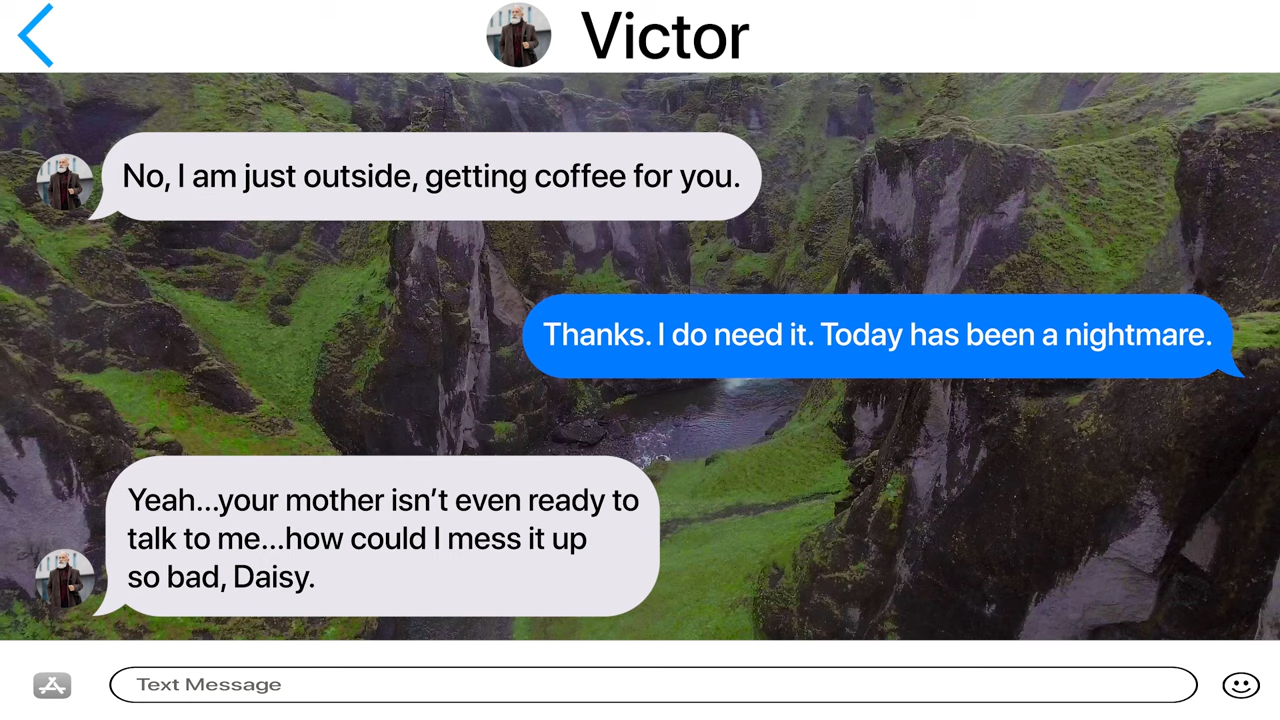 Victor
No, I am just outside, getting coffee for you.
Thanks. I do need it. Today has been a nightmare.
Yeah...your mother isn’t even ready to
talk to me...how could I mess it up
so bad, Daisy.
Text Message